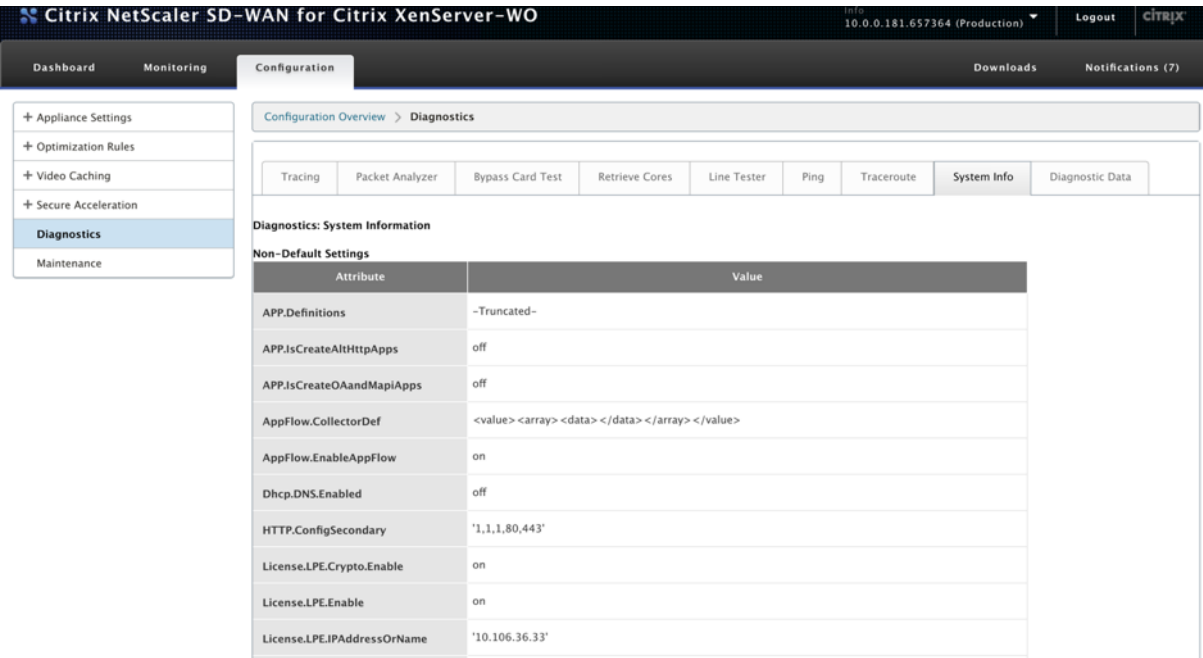 Citrix NetScaler SD-WAN for Citrix XenServer-WO
Info
10.0.0.181.657364 (Production)
Logout
CITRIX
Dashboard Monitoring Configuration Downloads Notifications (7)
+ Appliance Settings
+ Optimization Rules
+ Video Caching
+ Secure Acceleration
Diagnostics
Maintenance
Configuration Overview > Diagnostics
Tracing Packet Analyzer Bypass Card Test Retrieve Cores Line Tester Ping Traceroute System Info Diagnostic Data
Diagnostics: System Information
Non-Default Settings
Attribute Value
APP.Definitions -Truncated-
APP.IsCreateAltHttpApps off
APP.IsCreateOAandMapiApps off
AppFlow.CollectorDef <value><array><data></data></array></value>
AppFlow.EnableAppFlow on
Dhcp.DNS.Enabled off
HTTP.ConfigSecondary '1,1,1,80,443'
License.LPE.Crypto.Enable on
License.LPE.Enable on
License.LPE.IPAddressOrName '10.106.36.33'